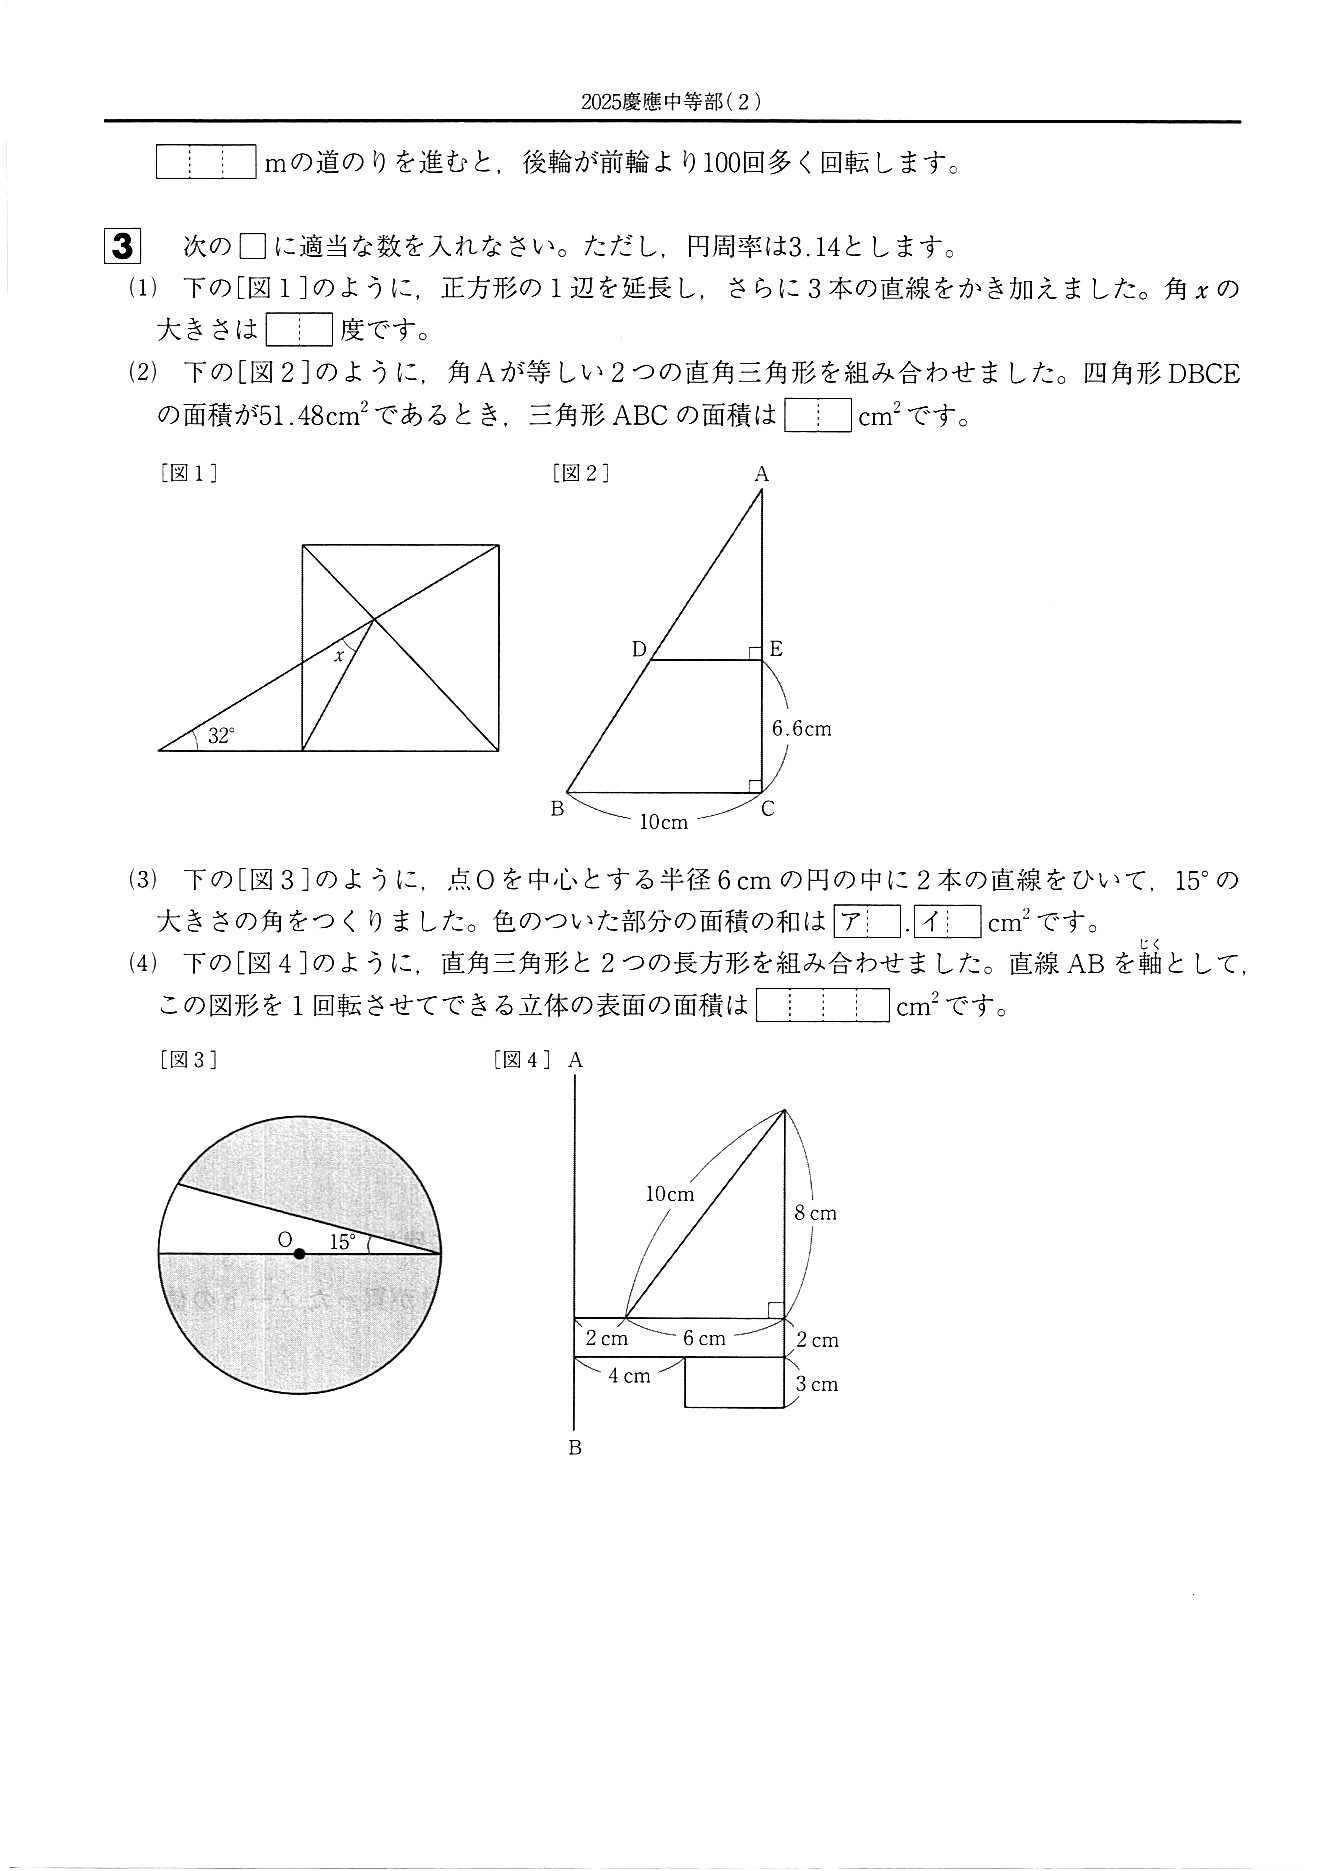 2025慶應中等部(2)
mの道のりを進むと，後輪が前輪より100回多く回転します。
3 次の□に適当な数を入れなさい。ただし，円周率は3.14とします。
(1) 下の[図1]のように，正方形の1辺を延長し，さらに3本の直線をかき加えました。角xの
大きさは 度です。
(2) 下の[図2]のように，角Aが等しい2つの直角三角形を組み合わせました。四角形DBCE
の面積が51.48cm²であるとき，三角形ABCの面積は cm²です。
[図1]
[図2]
A
D
E
x
32°
6.6cm
B
C
10cm
(3) 下の[図3]のように，点Oを中心とする半径6cmの円の中に2本の直線をひいて，15°の
大きさの角をつくりました。色のついた部分の面積の和は ア . イ cm²です。
じく
(4) 下の[図4]のように，直角三角形と2つの長方形を組み合わせました。直線ABを軸として，
この図形を1回転させてできる立体の表面の面積は cm²です。
[図3]
[図4] A
10cm
8cm
O 15°
2cm 6cm 2cm
4cm 3cm
B